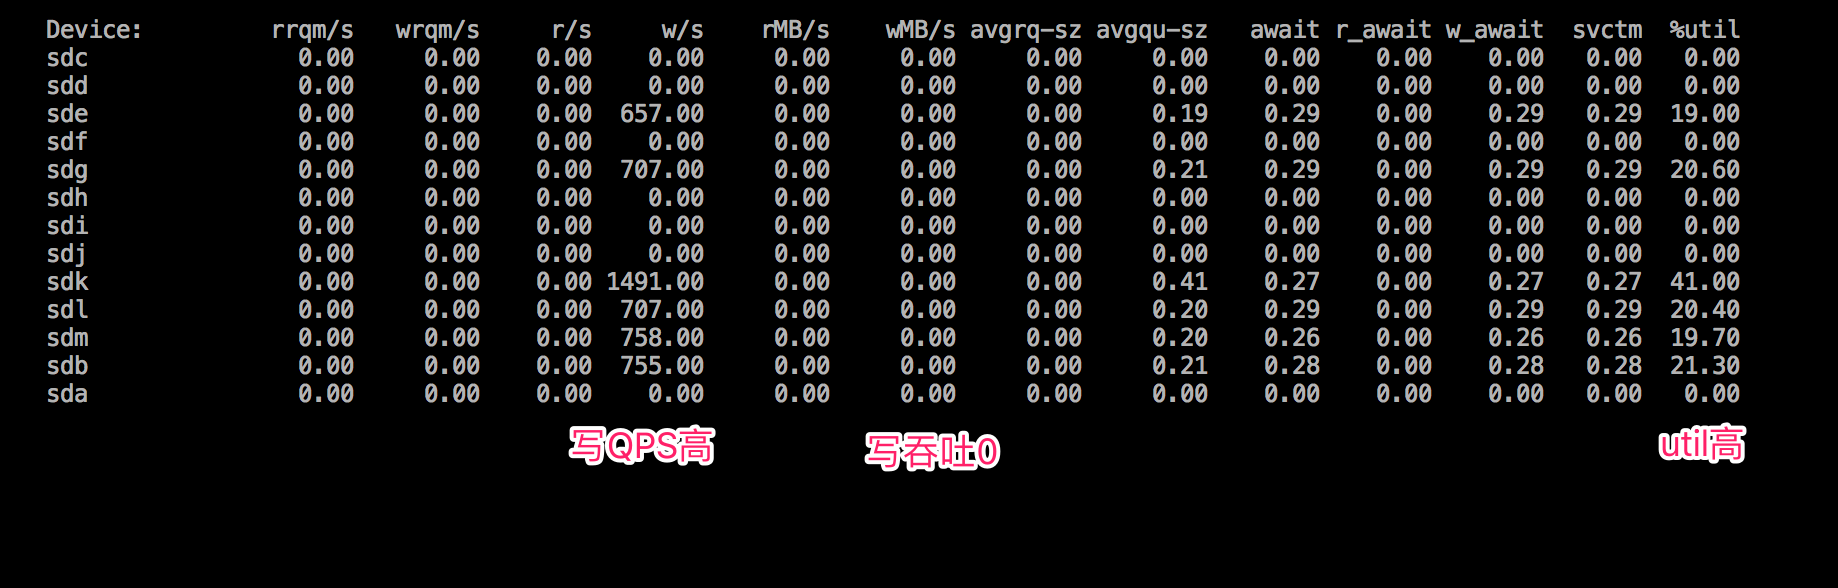 Device: rrqm/s wrqm/s r/s w/s rMB/s wMB/s avgrq-sz avgqu-sz await r_await w_await svctm %util
sdc 0.00 0.00 0.00 0.00 0.00 0.00 0.00 0.00 0.00 0.00 0.00 0.00 0.00
sdd 0.00 0.00 0.00 0.00 0.00 0.00 0.00 0.00 0.00 0.00 0.00 0.00 0.00
sde 0.00 0.00 0.00 657.00 0.00 0.00 0.00 0.19 0.29 0.00 0.29 0.29 19.00
sdf 0.00 0.00 0.00 0.00 0.00 0.00 0.00 0.00 0.00 0.00 0.00 0.00 0.00
sdg 0.00 0.00 0.00 707.00 0.00 0.00 0.00 0.21 0.29 0.00 0.29 0.29 20.60
sdh 0.00 0.00 0.00 0.00 0.00 0.00 0.00 0.00 0.00 0.00 0.00 0.00 0.00
sdi 0.00 0.00 0.00 0.00 0.00 0.00 0.00 0.00 0.00 0.00 0.00 0.00 0.00
sdj 0.00 0.00 0.00 0.00 0.00 0.00 0.00 0.00 0.00 0.00 0.00 0.00 0.00
sdk 0.00 0.00 0.00 1491.00 0.00 0.00 0.00 0.41 0.27 0.00 0.27 0.27 41.00
sdl 0.00 0.00 0.00 707.00 0.00 0.00 0.00 0.20 0.29 0.00 0.29 0.29 20.40
sdm 0.00 0.00 0.00 758.00 0.00 0.00 0.00 0.20 0.26 0.00 0.26 0.26 19.70
sdb 0.00 0.00 0.00 755.00 0.00 0.00 0.00 0.21 0.28 0.00 0.28 0.28 21.30
sda 0.00 0.00 0.00 0.00 0.00 0.00 0.00 0.00 0.00 0.00 0.00 0.00 0.00
写QPS高 写吞吐0 util高